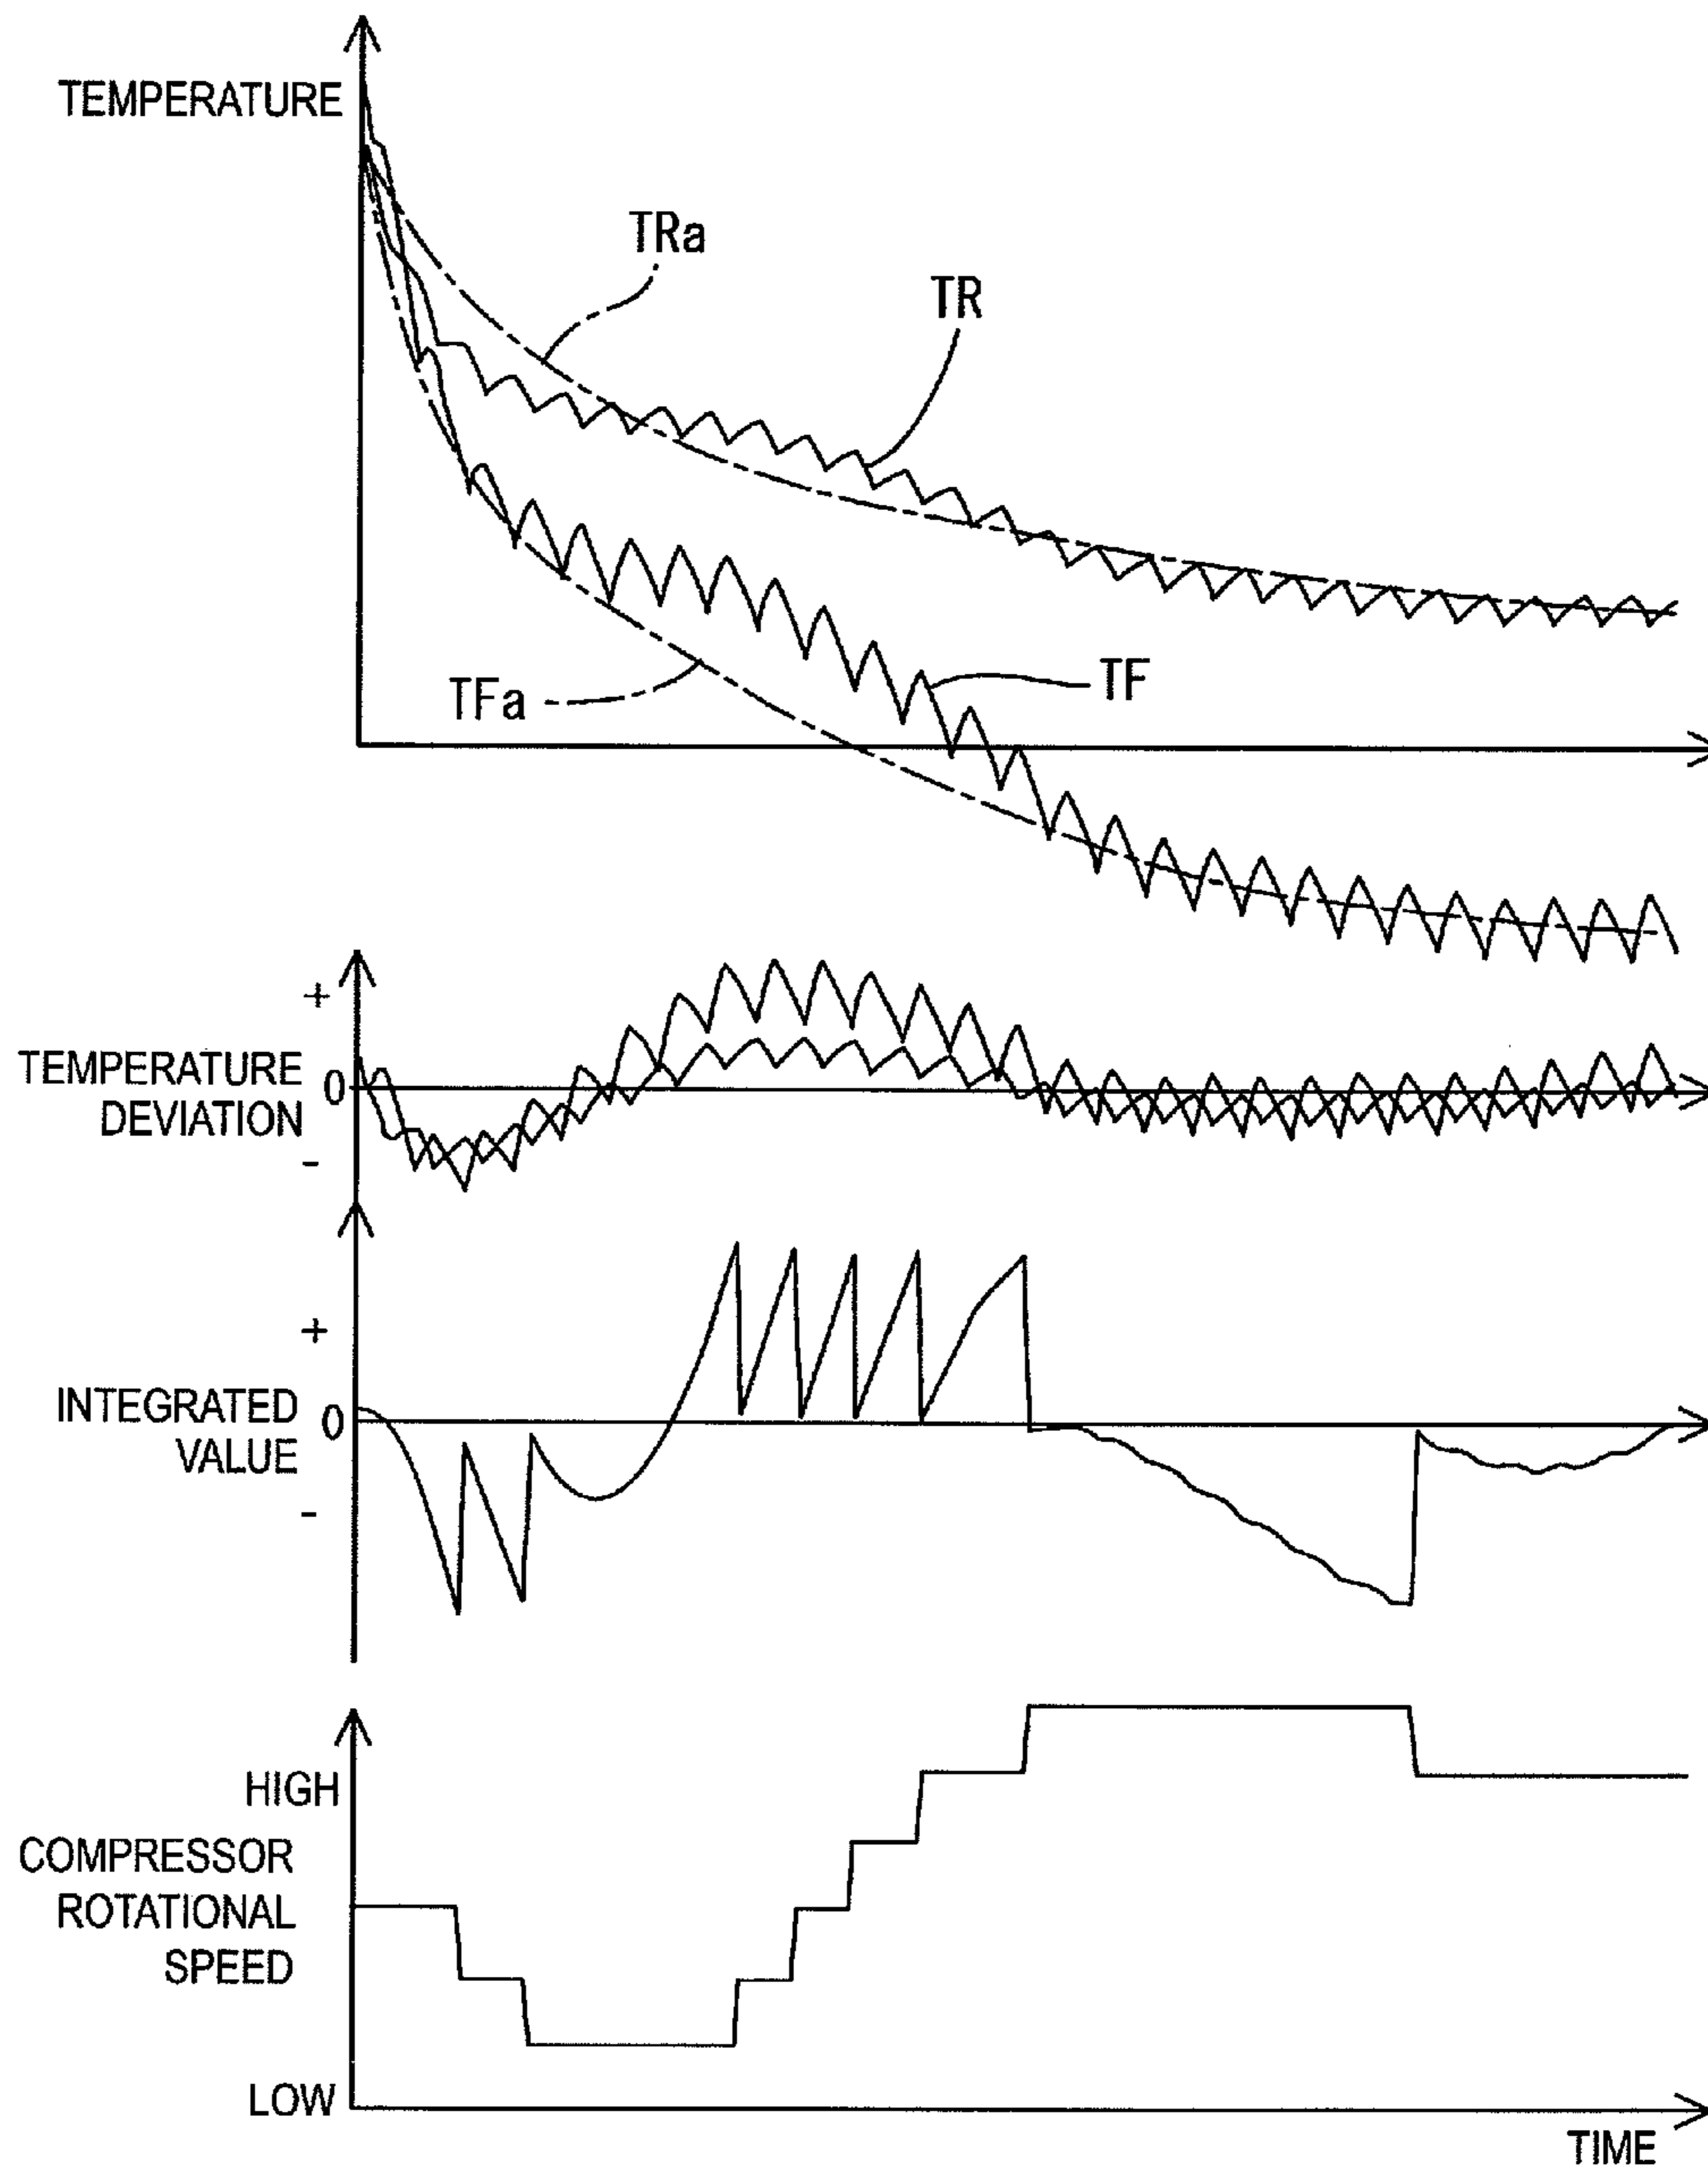 TEMPERATURE
TRa
TR
TFa
TF
+
TEMPERATURE
DEVIATION
0
-
+
INTEGRATED
VALUE
0
-
HIGH
COMPRESSOR
ROTATIONAL
SPEED
LOW
TIME